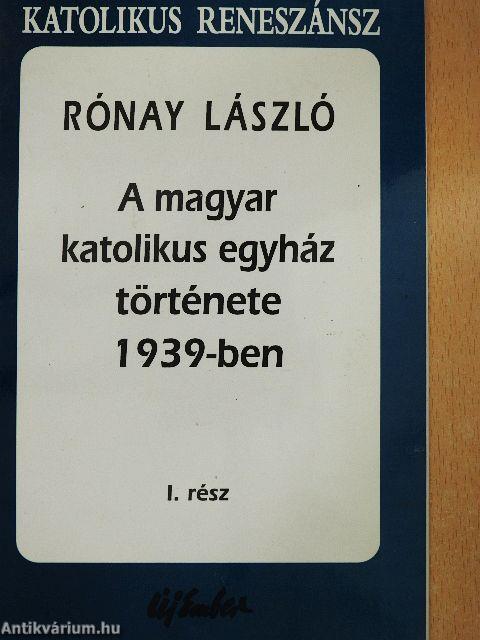 KATOLIKUS RENESZÁNSZ
RÓNAY LÁSZLÓ
A magyar
katolikus egyház
története
1939-ben
I. rész
Új Ember
Antikvárium.hu